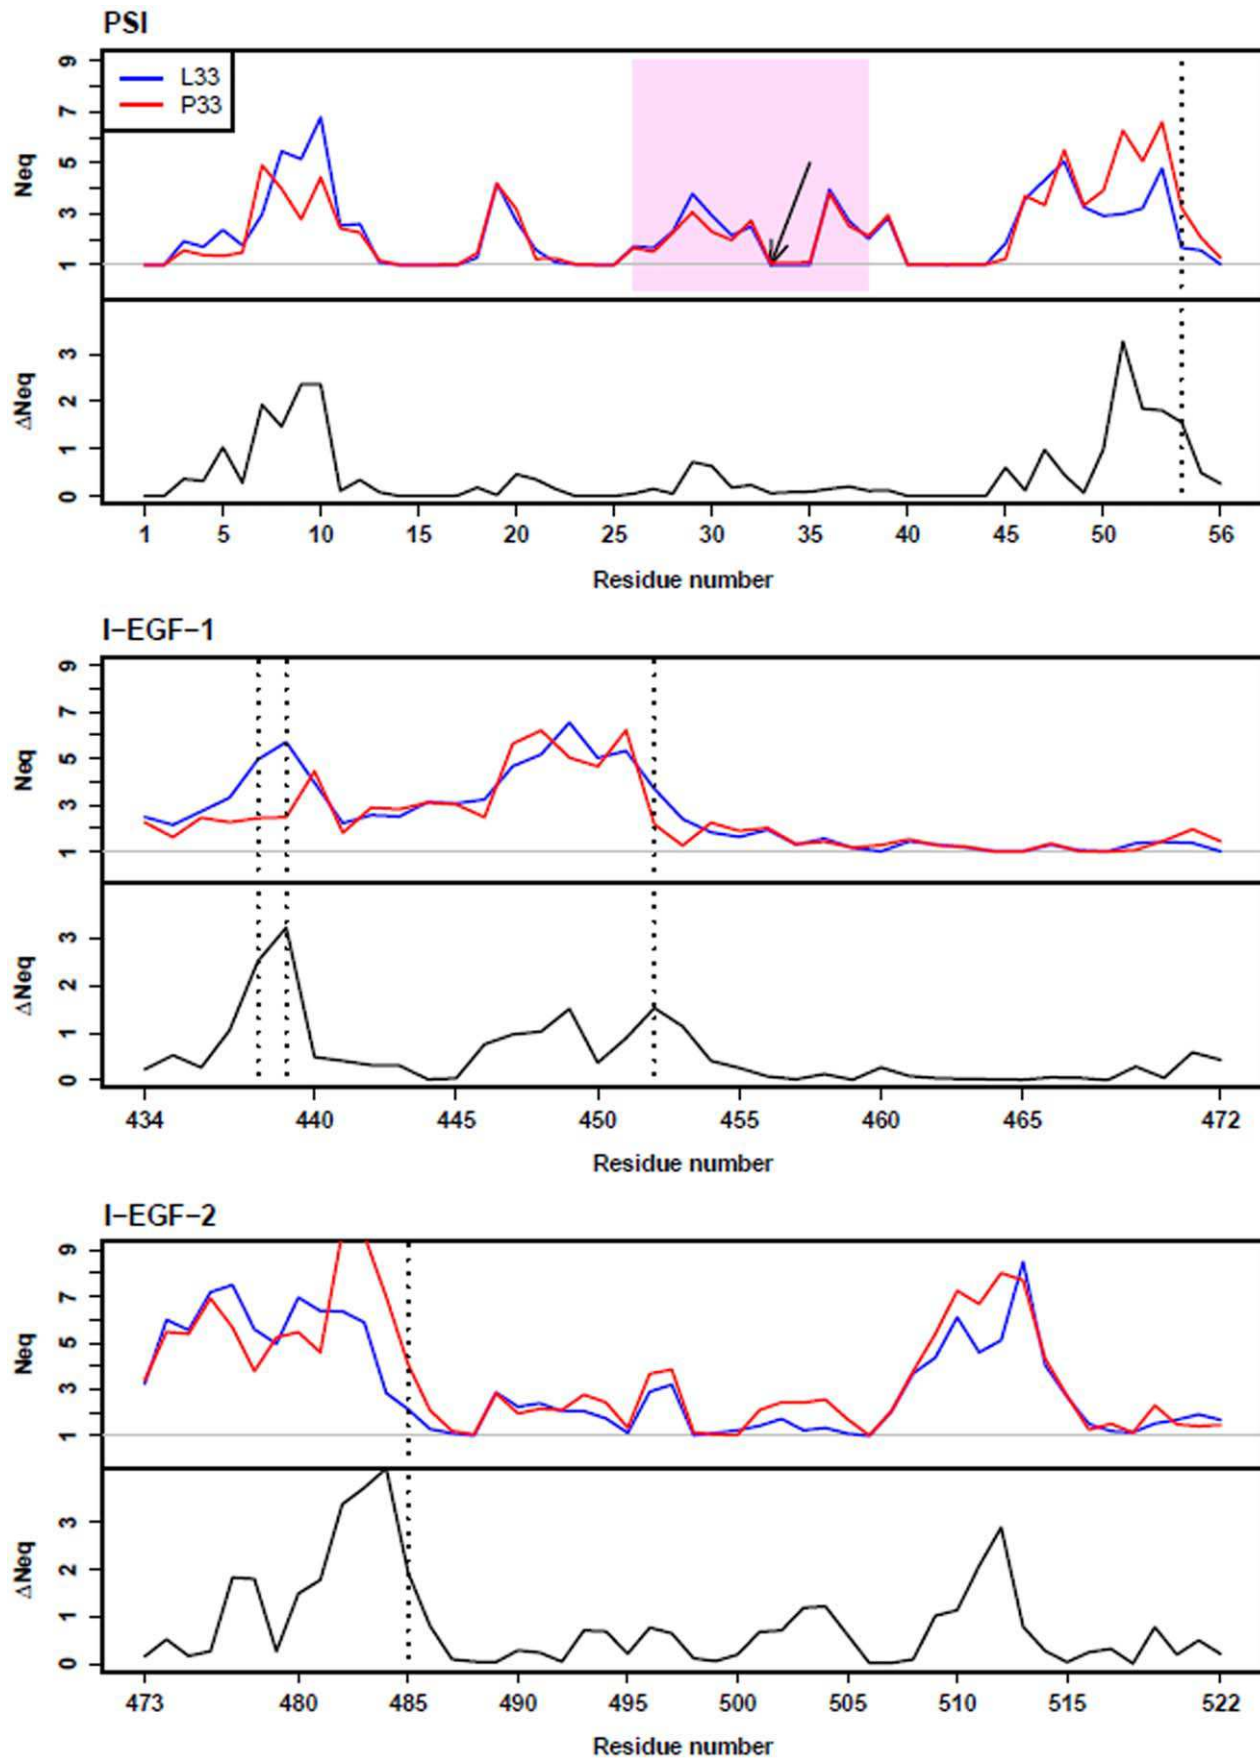 PSI
L33
P33
Neq
9
7
5
3
1
ΔNeq
3
2
1
0
1 5 10 15 20 25 30 35 40 45 50 56
Residue number
I-EGF-1
Neq
9
7
5
3
1
ΔNeq
3
2
1
0
434 440 445 450 455 460 465 472
Residue number
I-EGF-2
Neq
9
7
5
3
1
ΔNeq
3
2
1
0
473 480 485 490 495 500 505 510 515 522
Residue number